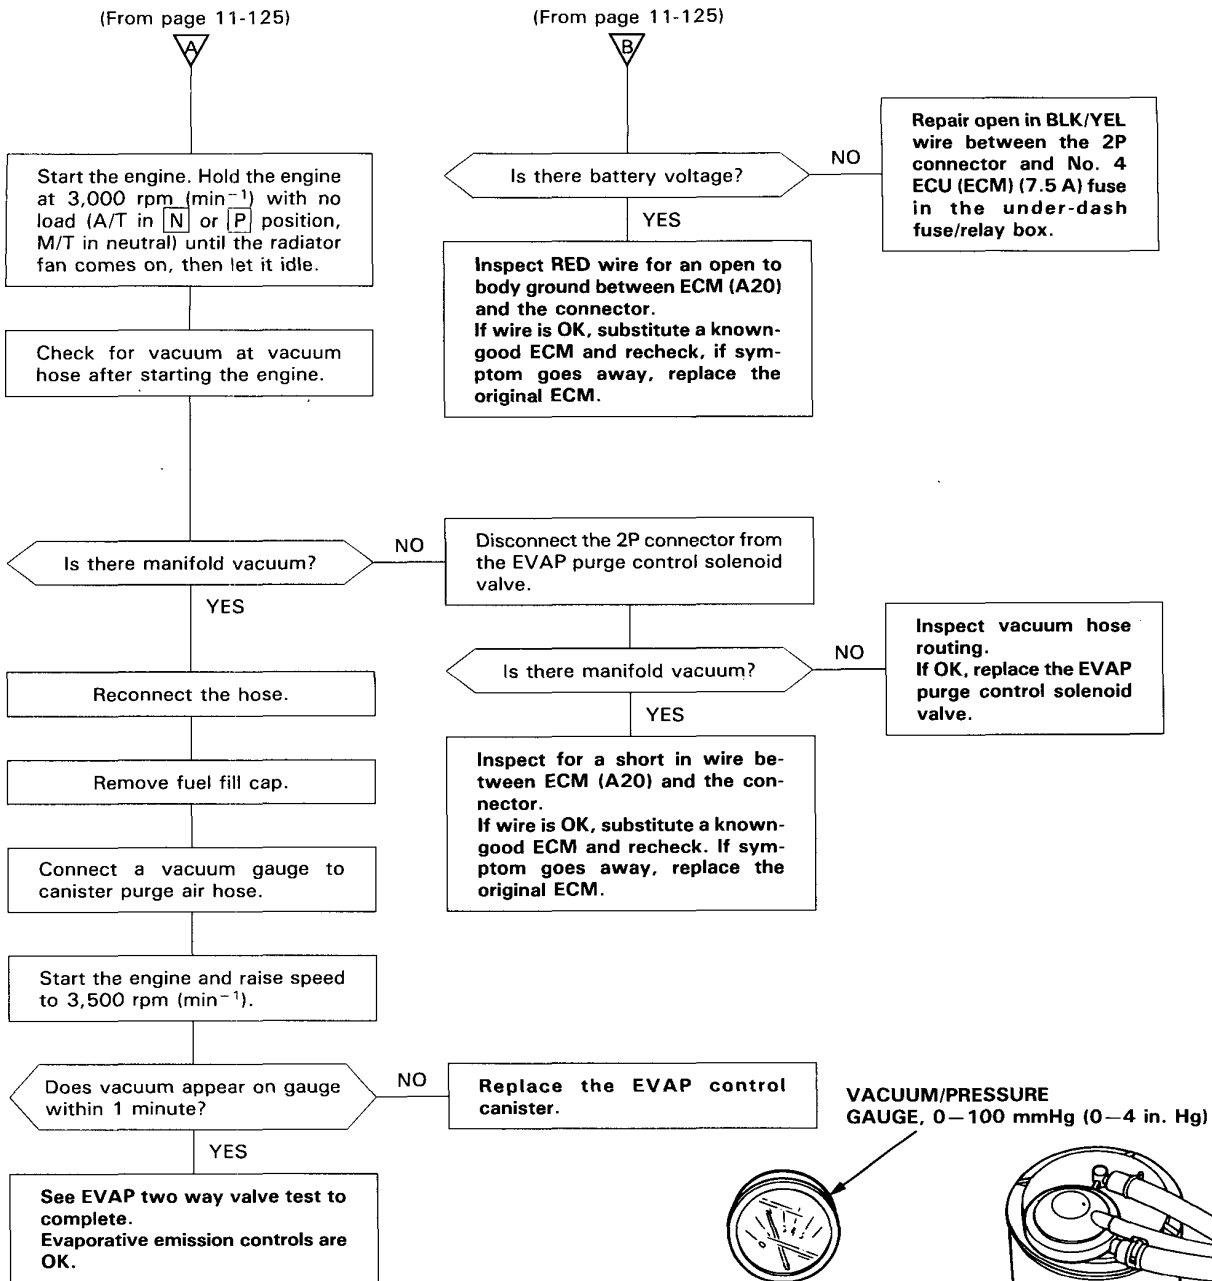 (From page 11-125)
A
Start the engine. Hold the engine
at 3,000 rpm (min⁻¹) with no
load (A/T in N or P position,
M/T in neutral) until the radiator
fan comes on, then let it idle.
Check for vacuum at vacuum
hose after starting the engine.
Is there manifold vacuum?
NO
YES
Reconnect the hose.
Remove fuel fill cap.
Connect a vacuum gauge to
canister purge air hose.
Start the engine and raise speed
to 3,500 rpm (min⁻¹).
Does vacuum appear on gauge
within 1 minute?
NO
YES
See EVAP two way valve test to
complete.
Evaporative emission controls are
OK.
(From page 11-125)
B
Is there battery voltage?
NO
YES
Inspect RED wire for an open to
body ground between ECM (A20)
and the connector.
If wire is OK, substitute a known-
good ECM and recheck, if sym-
ptom goes away, replace the
original ECM.
Repair open in BLK/YEL
wire between the 2P
connector and No. 4
ECU (ECM) (7.5 A) fuse
in the under-dash
fuse/relay box.
Disconnect the 2P connector from
the EVAP purge control solenoid
valve.
Is there manifold vacuum?
NO
YES
Inspect for a short in wire be-
tween ECM (A20) and the con-
nector.
If wire is OK, substitute a known-
good ECM and recheck. If sym-
ptom goes away, replace the
original ECM.
Inspect vacuum hose
routing.
If OK, replace the EVAP
purge control solenoid
valve.
Replace the EVAP control
canister.
VACUUM/PRESSURE
GAUGE, 0—100 mmHg (0—4 in. Hg)